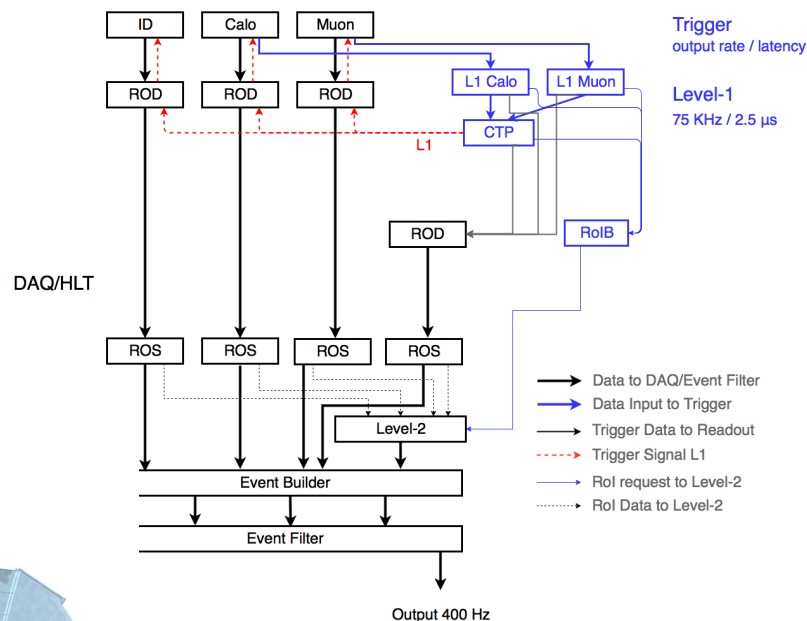 ID
Calo
Muon
Trigger
output rate / latency
L1 Calo
L1 Muon
ROD
ROD
ROD
Level-1
75 KHz / 2.5 µs
CTP
L1
ROD
RoIB
DAQ/HLT
ROS
ROS
ROS
ROS
Data to DAQ/Event Filter
Data Input to Trigger
Trigger Data to Readout
Trigger Signal L1
RoI request to Level-2
RoI Data to Level-2
Level-2
Event Builder
Event Filter
Output 400 Hz